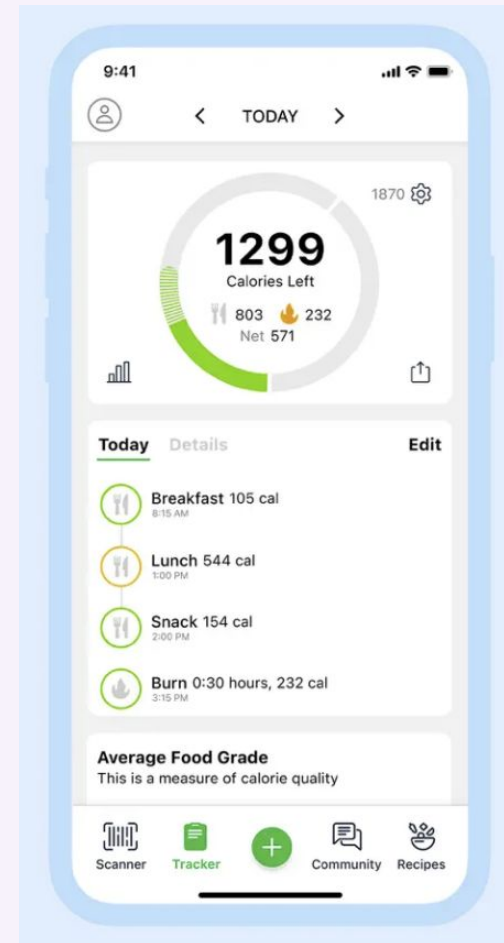 9:41
TODAY
1870
1299
Calories Left
803 232
Net 571
Today Details Edit
Breakfast 105 cal
8:15 AM
Lunch 544 cal
1:00 PM
Snack 154 cal
2:00 PM
Burn 0:30 hours, 232 cal
3:15 PM
Average Food Grade
This is a measure of calorie quality
Scanner Tracker Community Recipes